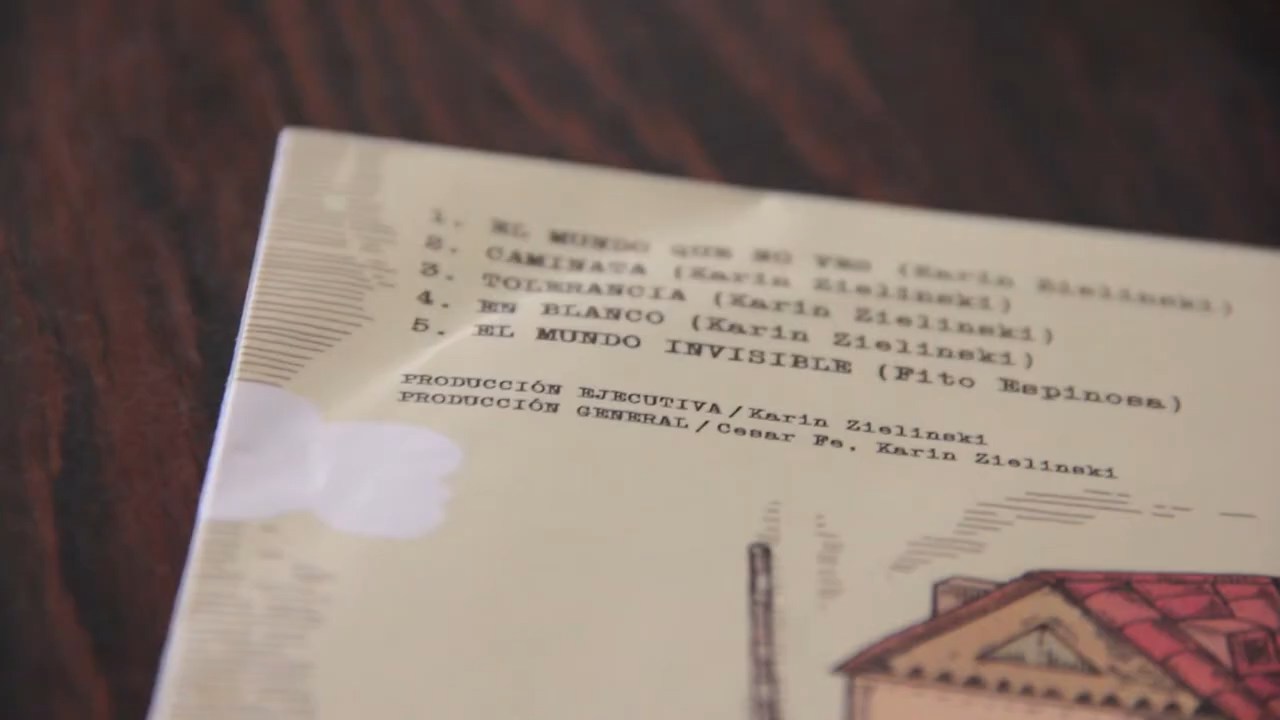 1. EL MUNDO QUE NO VES (Karin Zielinski)
2. CAMINATA (Karin Zielinski)
3. TOLERANCIA (Karin Zielinski)
4. EN BLANCO (Karin Zielinski)
5. EL MUNDO INVISIBLE (Fito Espinosa)
PRODUCCIÓN EJECUTIVA/Karin Zielinski
PRODUCCIÓN GENERAL/Cesar Fe. Karin Zielinski